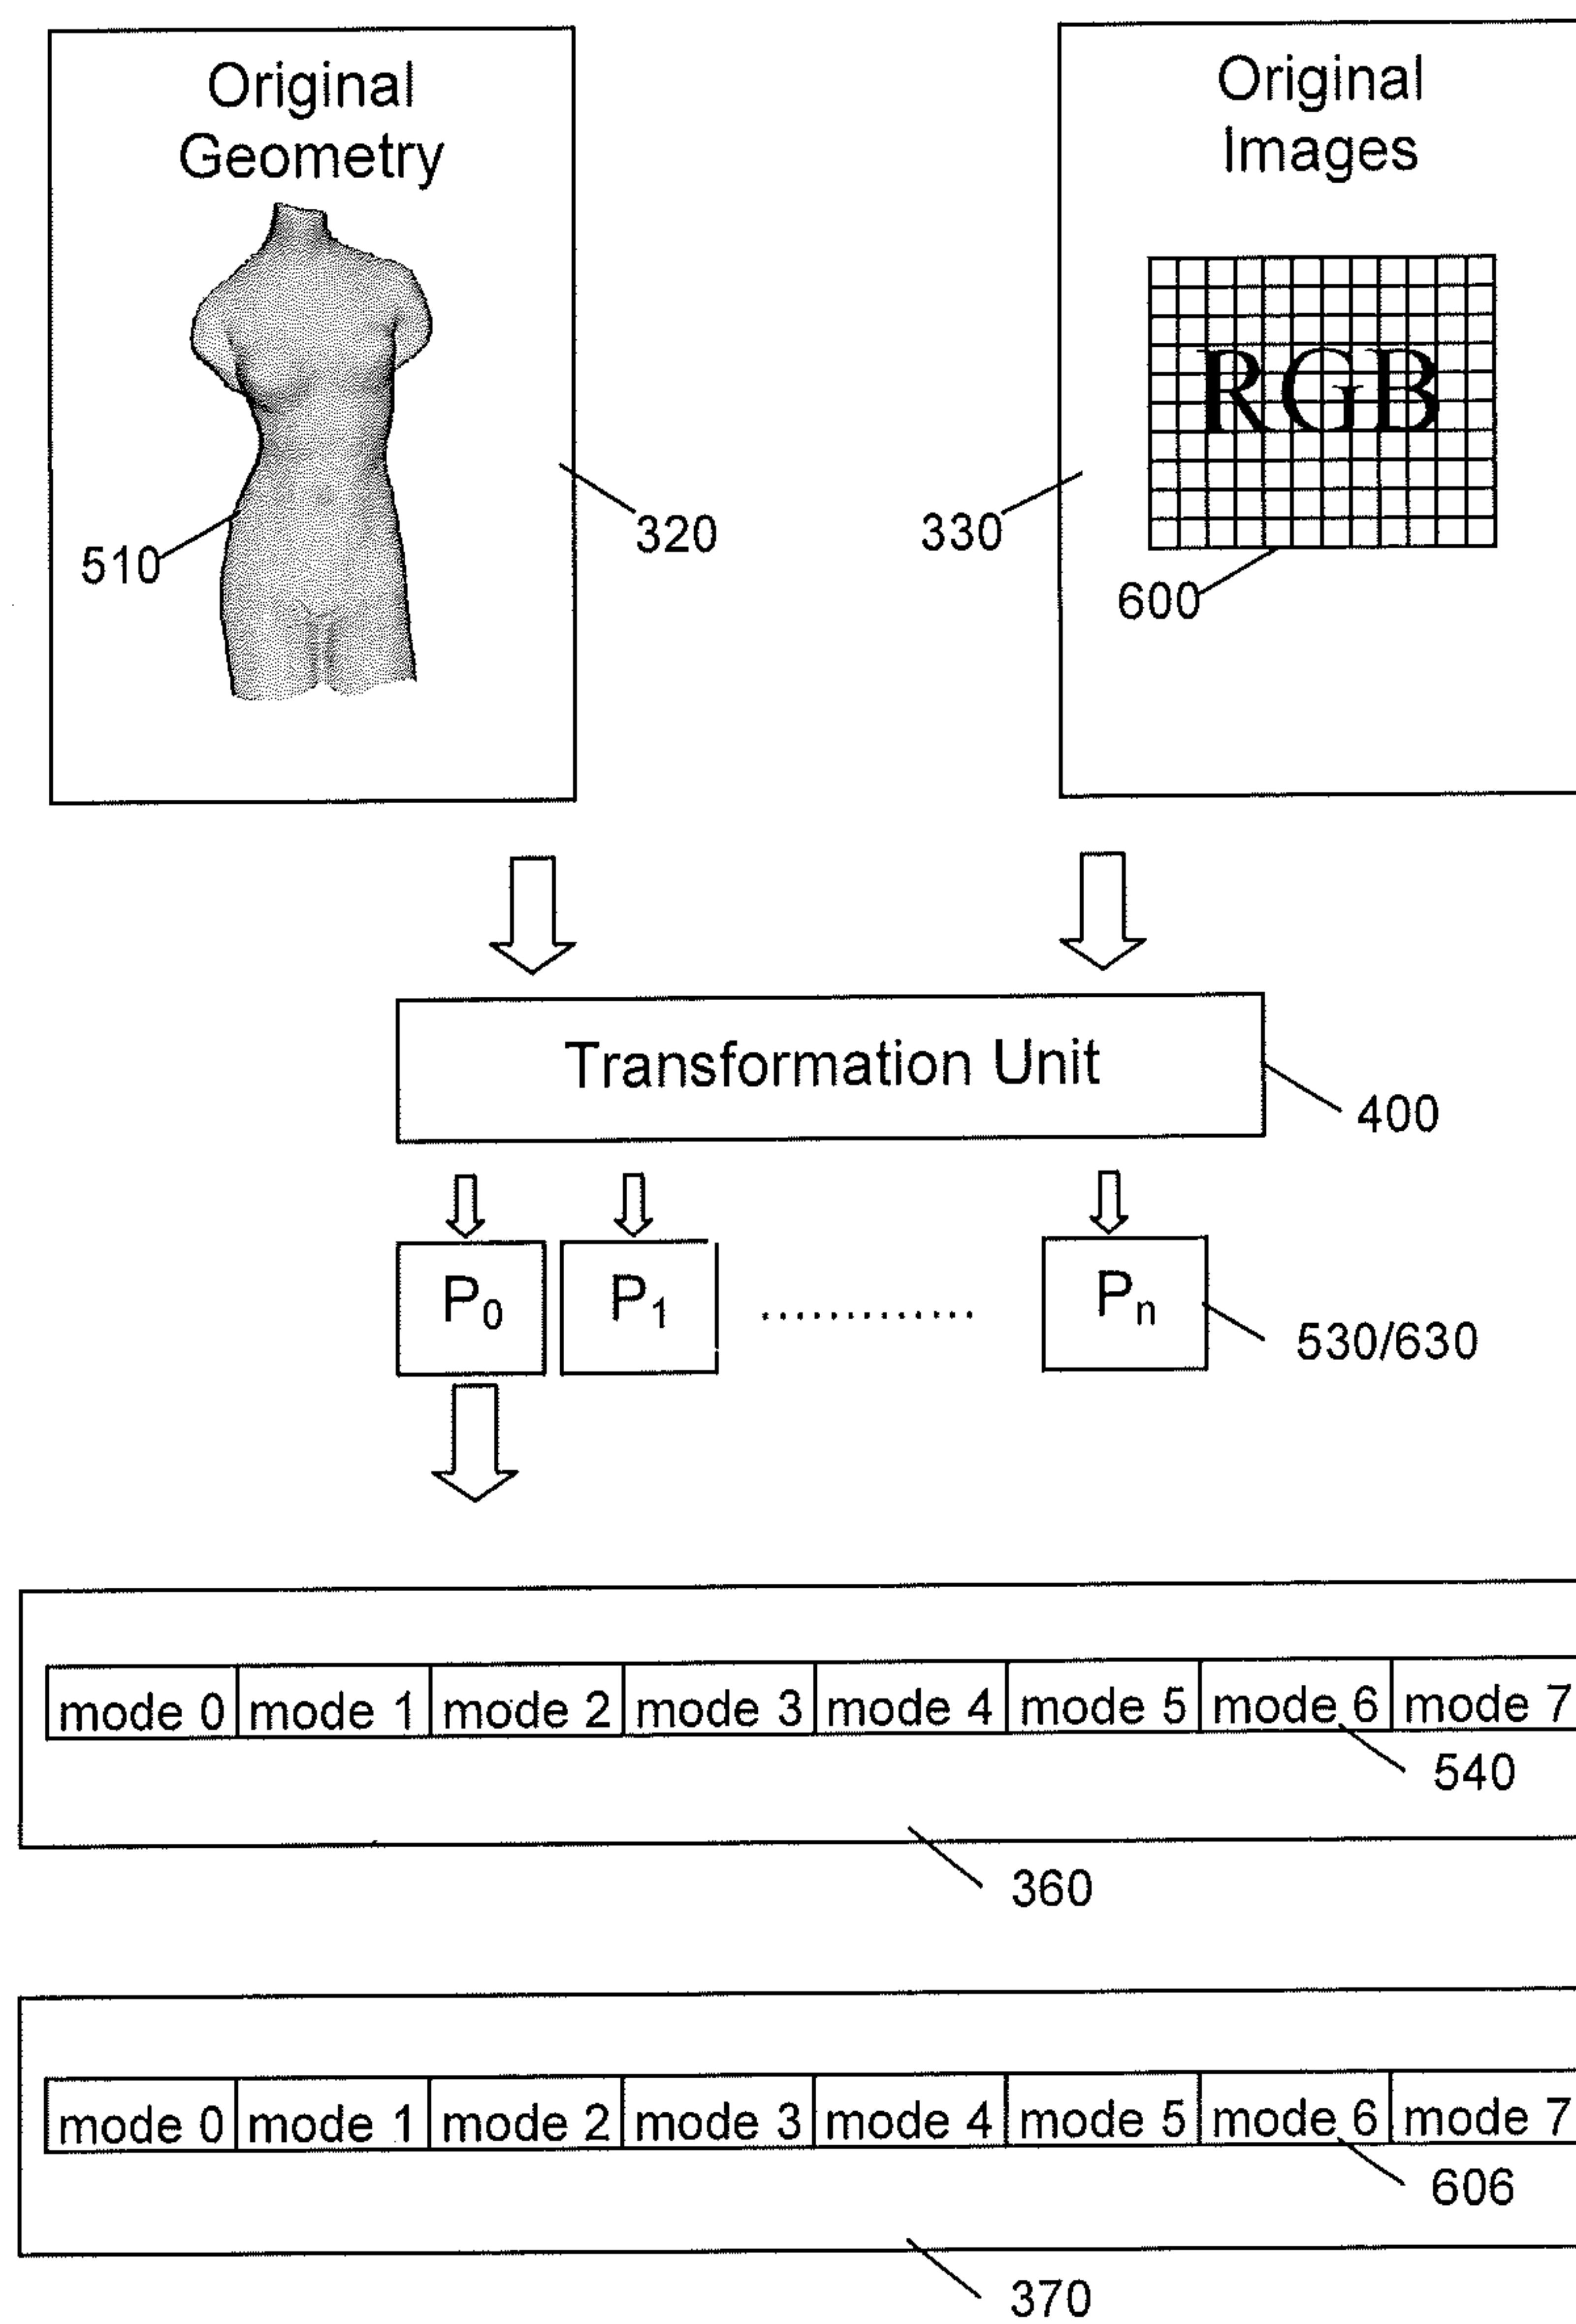 Original
Geometry
510
320
Original
Images
RGB
330
600
Transformation Unit
400
P0
P1
.............
Pn
530/630
mode 0 mode 1 mode 2 mode 3 mode 4 mode 5 mode 6 mode 7
540
360
mode 0 mode 1 mode 2 mode 3 mode 4 mode 5 mode 6 mode 7
606
370